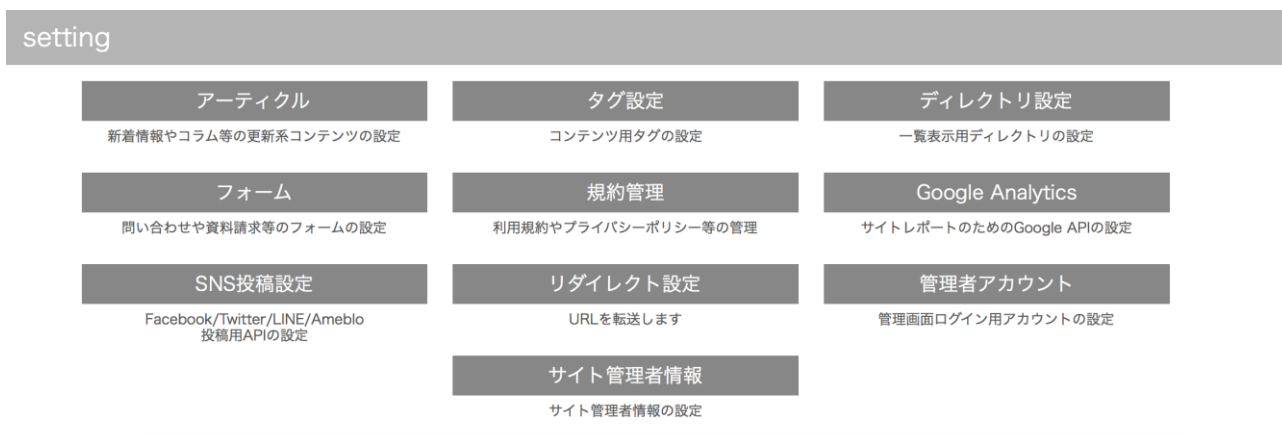 setting
アーティクル
新着情報やコラム等の更新系コンテンツの設定
タグ設定
コンテンツ用タグの設定
ディレクトリ設定
一覧表示用ディレクトリの設定
フォーム
問い合わせや資料請求等のフォームの設定
規約管理
利用規約やプライバシーポリシー等の管理
Google Analytics
サイトレポートのためのGoogle APIの設定
SNS投稿設定
Facebook/Twitter/LINE/Ameblo
投稿用APIの設定
リダイレクト設定
URLを転送します
管理者アカウント
管理画面ログイン用アカウントの設定
サイト管理者情報
サイト管理者情報の設定